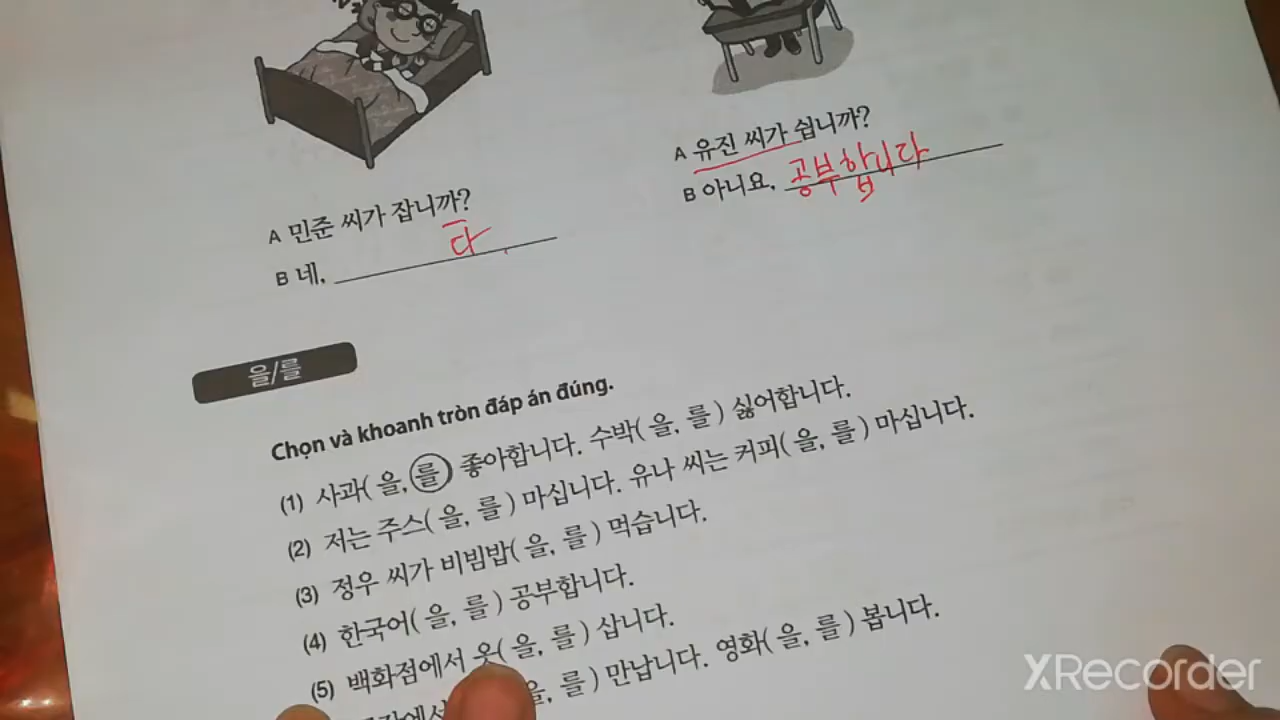 A 유진 씨가 쉽니까?
B 아니요, 공부합니다
A 민준 씨가 잡니까?
B 네, 다
을/를
Chọn và khoanh tròn đáp án đúng.
(1) 사과( 을, 를 ) 좋아합니다. 수박( 을, 를 ) 싫어합니다.
(2) 저는 주스( 을, 를 ) 마십니다. 유나 씨는 커피( 을, 를 ) 마십니다.
(3) 정우 씨가 비빔밥( 을, 를 ) 먹습니다.
(4) 한국어( 을, 를 ) 공부합니다.
(5) 백화점에서 옷( 을, 를 ) 삽니다.
을, 를 ) 만납니다. 영화( 을, 를 ) 봅니다.
XRecorder